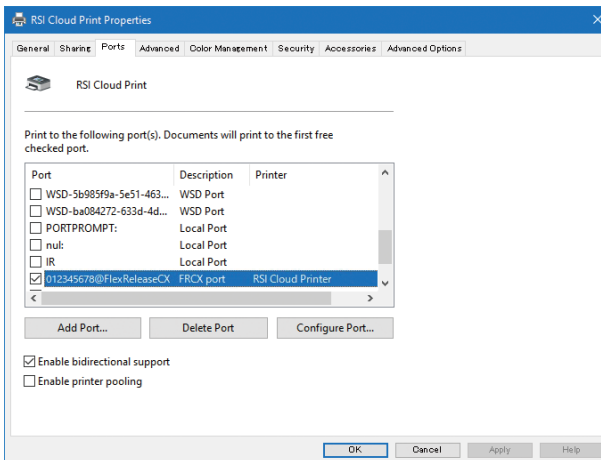 RSI Cloud Print Properties
General Sharing Ports Advanced Color Management Security Accessories Advanced Options
RSI Cloud Print
Print to the following port(s). Documents will print to the first free
checked port.
Port Description Printer
WSD-5b985f9a-5e51-463... WSD Port
WSD-ba084272-633d-4d... WSD Port
PORTPROMPT: Local Port
nul: Local Port
IR Local Port
012345678@FlexReleaseCX FRCX port RSI Cloud Printer
Add Port... Delete Port Configure Port...
Enable bidirectional support
Enable printer pooling
OK Cancel Apply Help